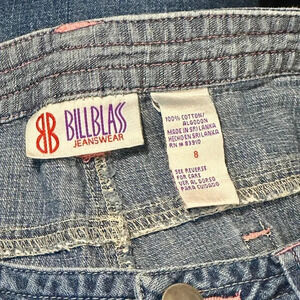 BB
BILLBLASS
JEANSWEAR
100% COTTON/
ALGODON
MADE IN SRI LANKA
HECHO EN SRI LANKA
RN # 83910
8
SEE REVERSE
FOR CARE
VER AL DORSO
PARA CUIDADO